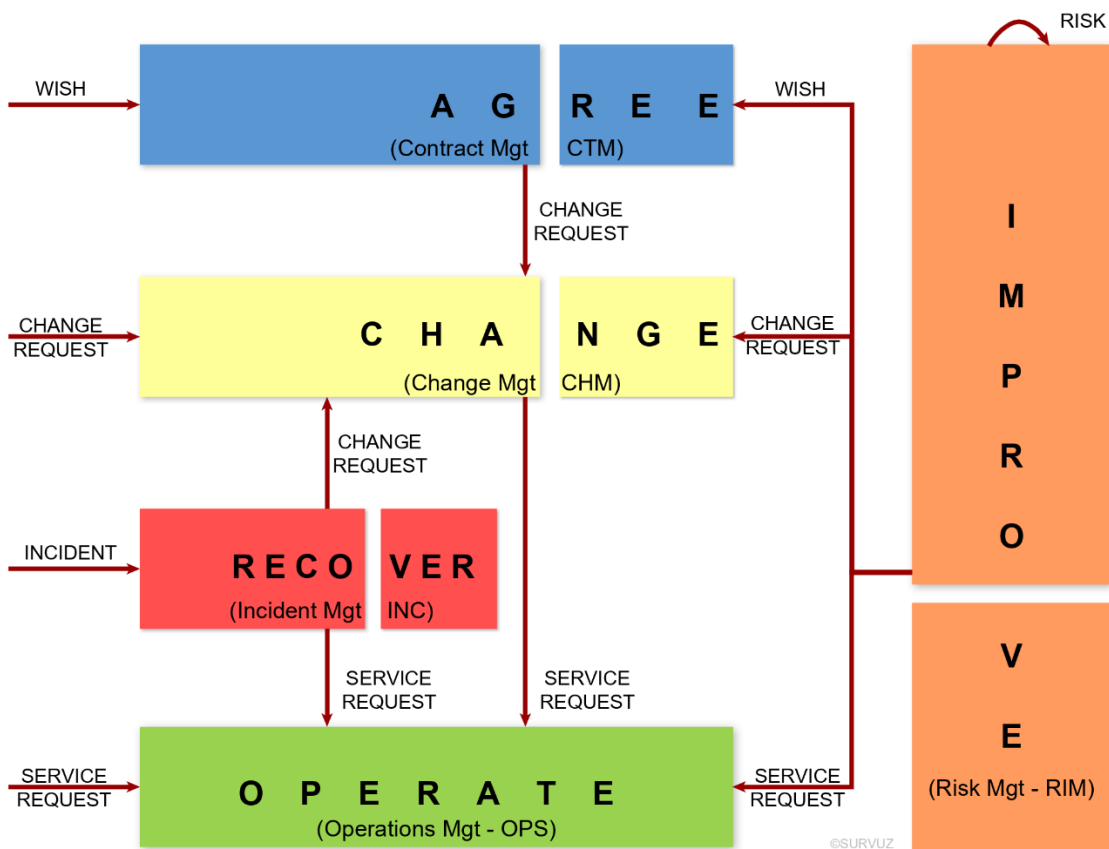 RISK
WISH
A G R E E
WISH
(Contract Mgt CTM)
CHANGE
REQUEST
CHANGE
REQUEST
C H A N G E
CHANGE
REQUEST
(Change Mgt CHM)
CHANGE
REQUEST
INCIDENT
R E C O V E R
(Incident Mgt INC)
SERVICE
REQUEST
SERVICE
REQUEST
SERVICE
REQUEST
O P E R A T E
(Operations Mgt - OPS)
SERVICE
REQUEST
I
M
P
R
O
V
E
(Risk Mgt - RIM)
©SURVUZ